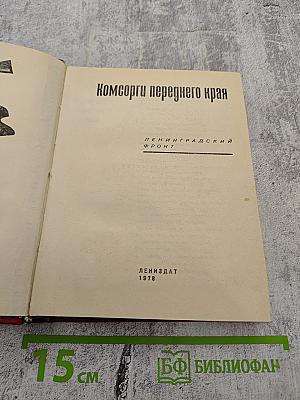 Комсорги переднего края
ЛЕНИНГРАДСКИЙ
ФРОНТ
ЛЕНИЗДАТ
1978
15 см
БФ БИБЛИОФАН